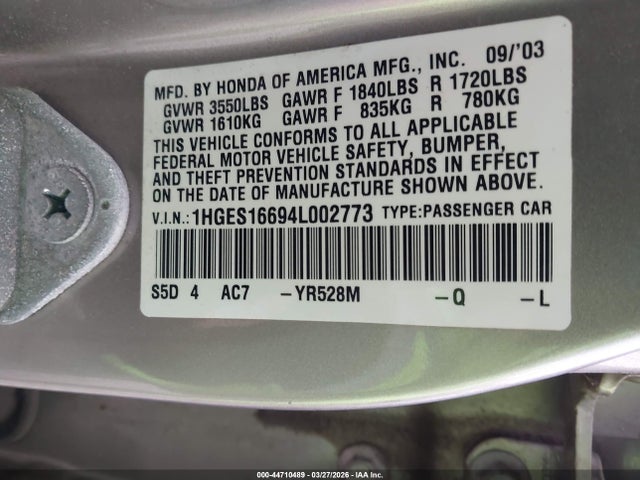 MFD. BY HONDA OF AMERICA MFG., INC. 09/'03
GVWR 3550LBS GAWR F 1840LBS R 1720LBS
GVWR 1610KG GAWR F 835KG R 780KG
THIS VEHICLE CONFORMS TO ALL APPLICABLE
FEDERAL MOTOR VEHICLE SAFETY, BUMPER,
AND THEFT PREVENTION STANDARDS IN EFFECT
ON THE DATE OF MANUFACTURE SHOWN ABOVE.
V.I.N.: 1HGES16694L002773 TYPE:PASSENGER CAR
S5D 4 AC7 -YR528M -Q -L
000-44710489 | 03/27/2026 - IAA Inc.